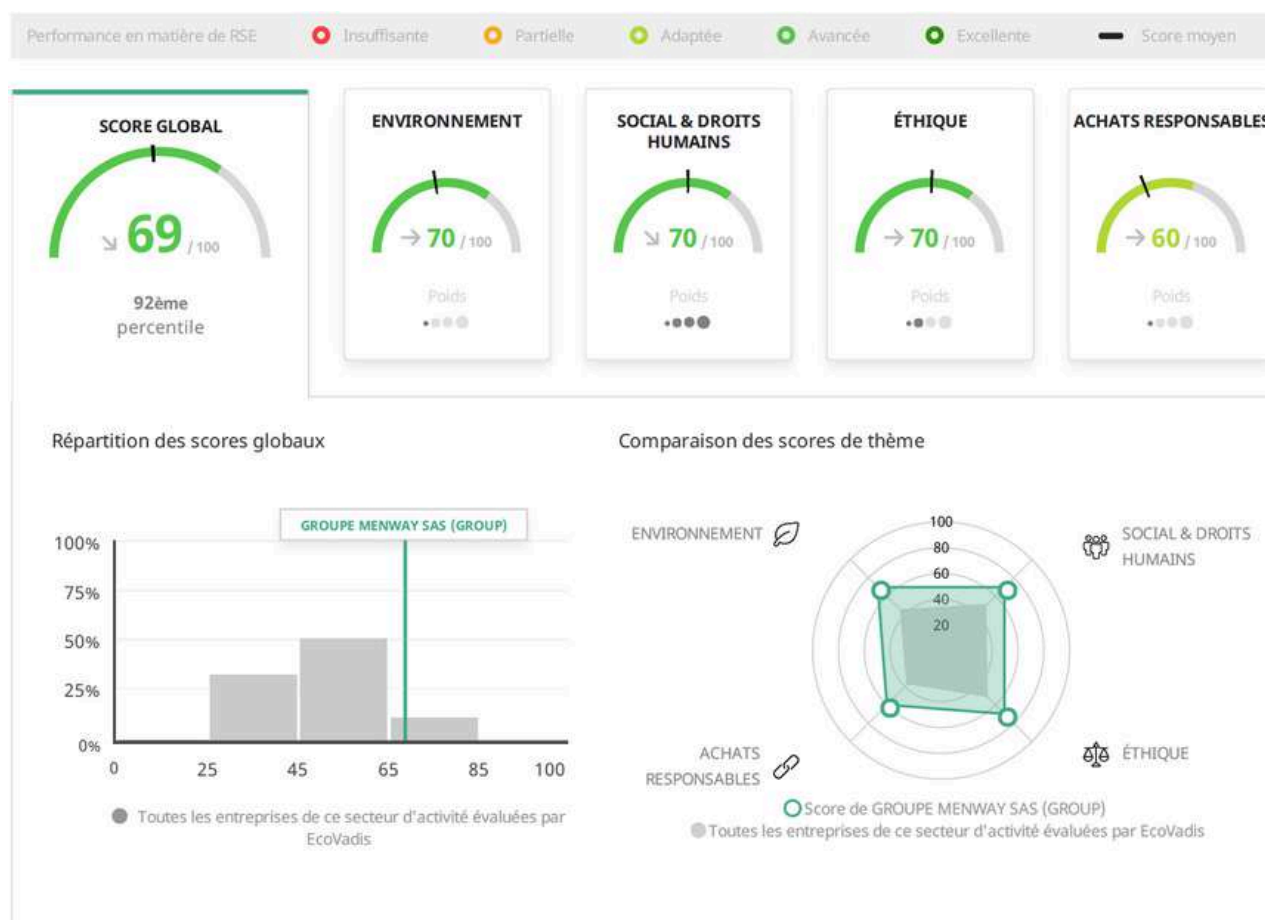 Performance en matière de RSE
Insuffisante
Partielle
Adaptée
Avancée
Excellente
Score moyen
SCORE GLOBAL
69 / 100
92ème
percentile
ENVIRONNEMENT
70 / 100
Poids
SOCIAL & DROITS
HUMAINS
70 / 100
Poids
ÉTHIQUE
70 / 100
Poids
ACHATS RESPONSABLES
60 / 100
Poids
Répartition des scores globaux
GROUPE MENWAY SAS (GROUP)
100%
75%
50%
25%
0%
0 25 45 65 85 100
Toutes les entreprises de ce secteur d'activité évaluées par
EcoVadis
Comparaison des scores de thème
ENVIRONNEMENT
SOCIAL & DROITS
HUMAINS
100
80
60
40
20
ACHATS
RESPONSABLES
ÉTHIQUE
Score de GROUPE MENWAY SAS (GROUP)
Toutes les entreprises de ce secteur d'activité évaluées par EcoVadis